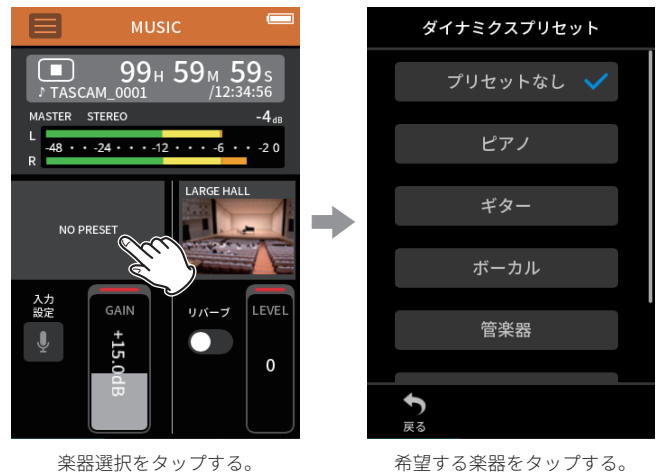 MUSIC
99H 59M 59S
♪ TASCAM_0001 /12:34:56
MASTER STEREO -4dB
L
-48 ・ ・ -24 ・ ・ ・ -12 ・ ・ ・ -6 ・ ・ -2 0
R
NO PRESET
LARGE HALL
入力
設定
GAIN
+15.0dB
リバーブ
LEVEL
0
楽器選択をタップする。
ダイナミクスプリセット
プリセットなし
ピアノ
ギター
ボーカル
管楽器
戻る
希望する楽器をタップする。